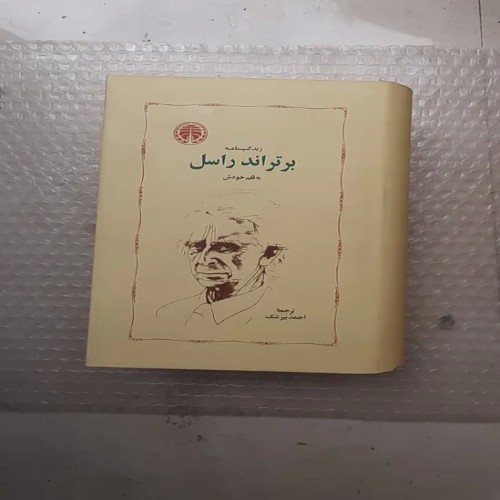 زندگینامه
برتراند راسل
به قلم خودش
ترجمهٔ
احمد بیرشک